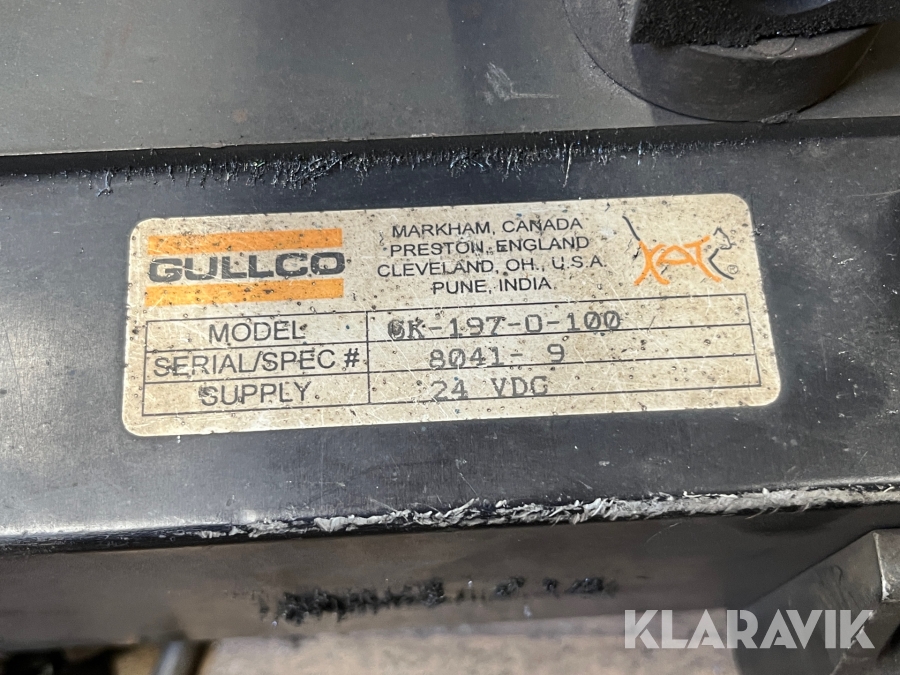 GULLCO
MARKHAM, CANADA
PRESTON, ENGLAND
CLEVELAND, OH., U.S.A.
PUNE, INDIA
KAT ®
MODEL GK-197-O-100
SERIAL/SPEC # 8041- 9
SUPPLY 24 VDC
KLARAVIK